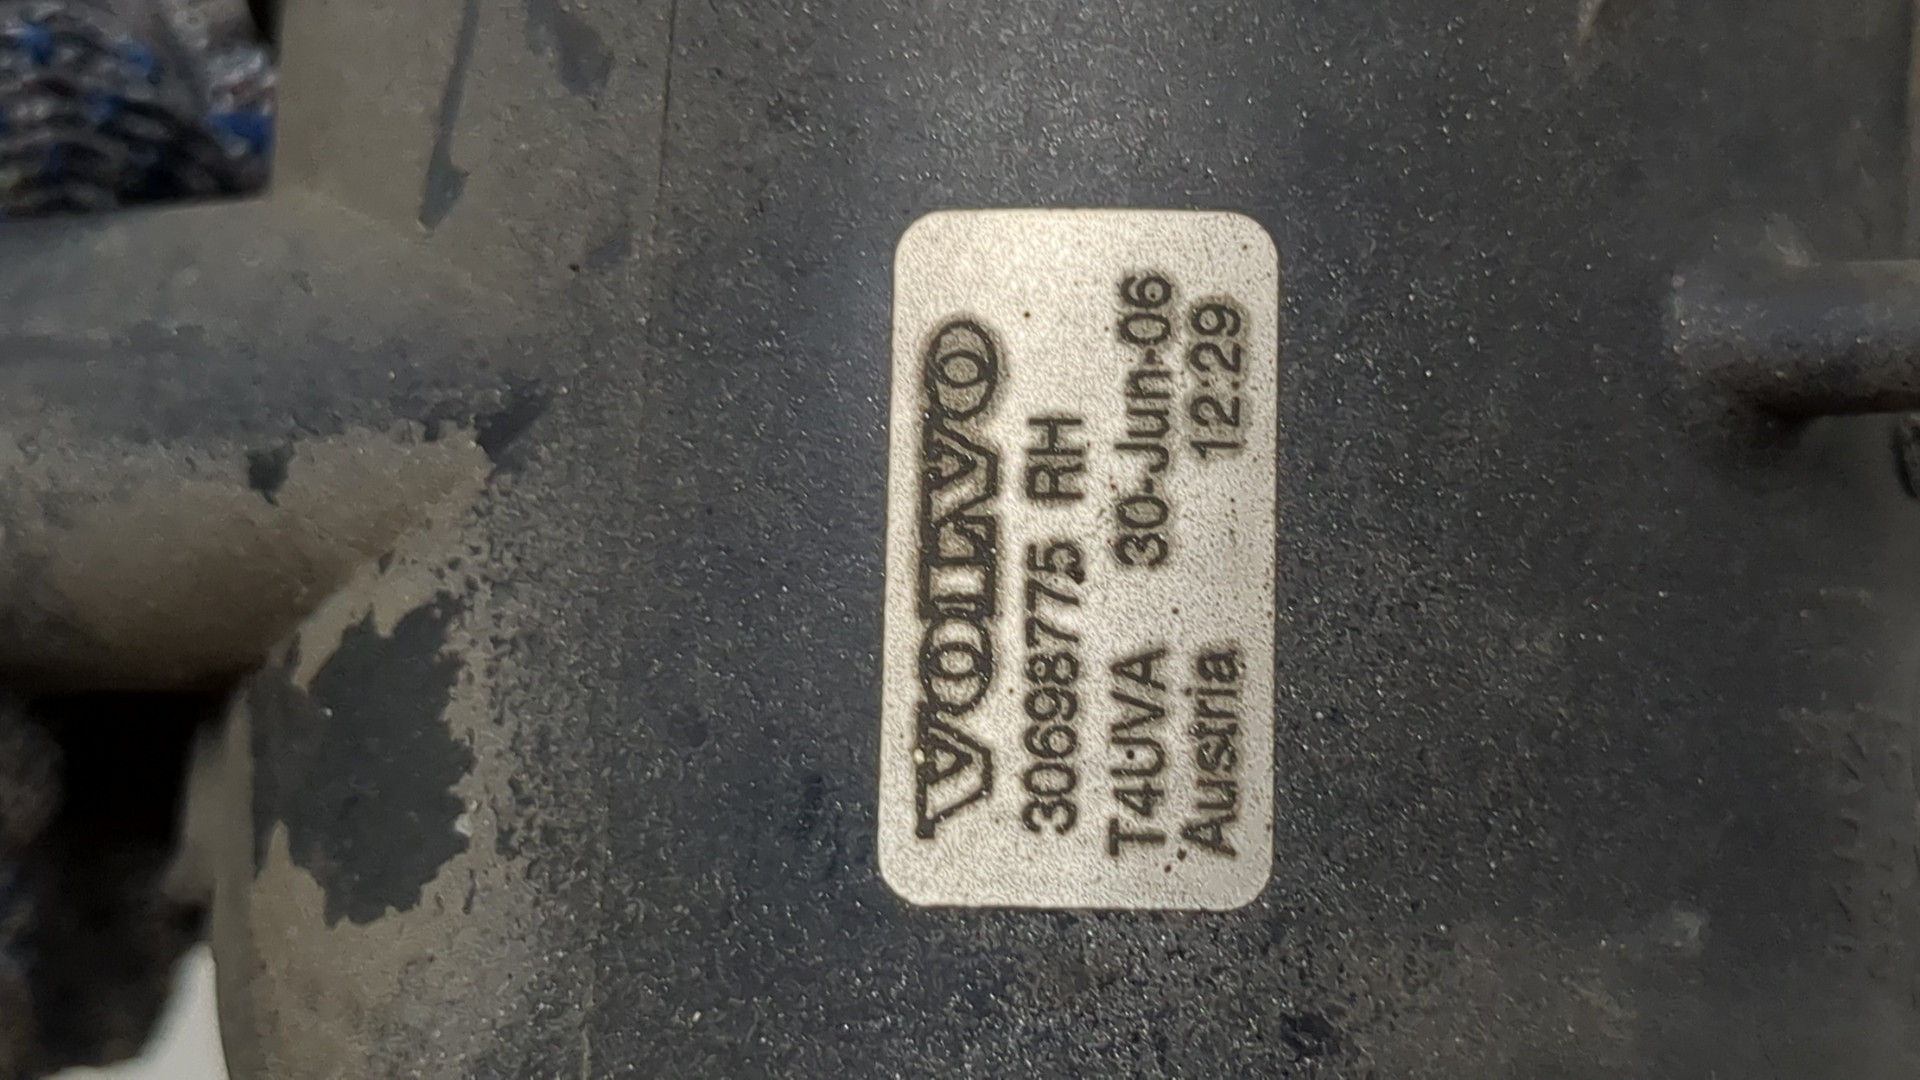 VOLVO
30698775 RH
T4UVA 30-Jun-06
Austria 12:29